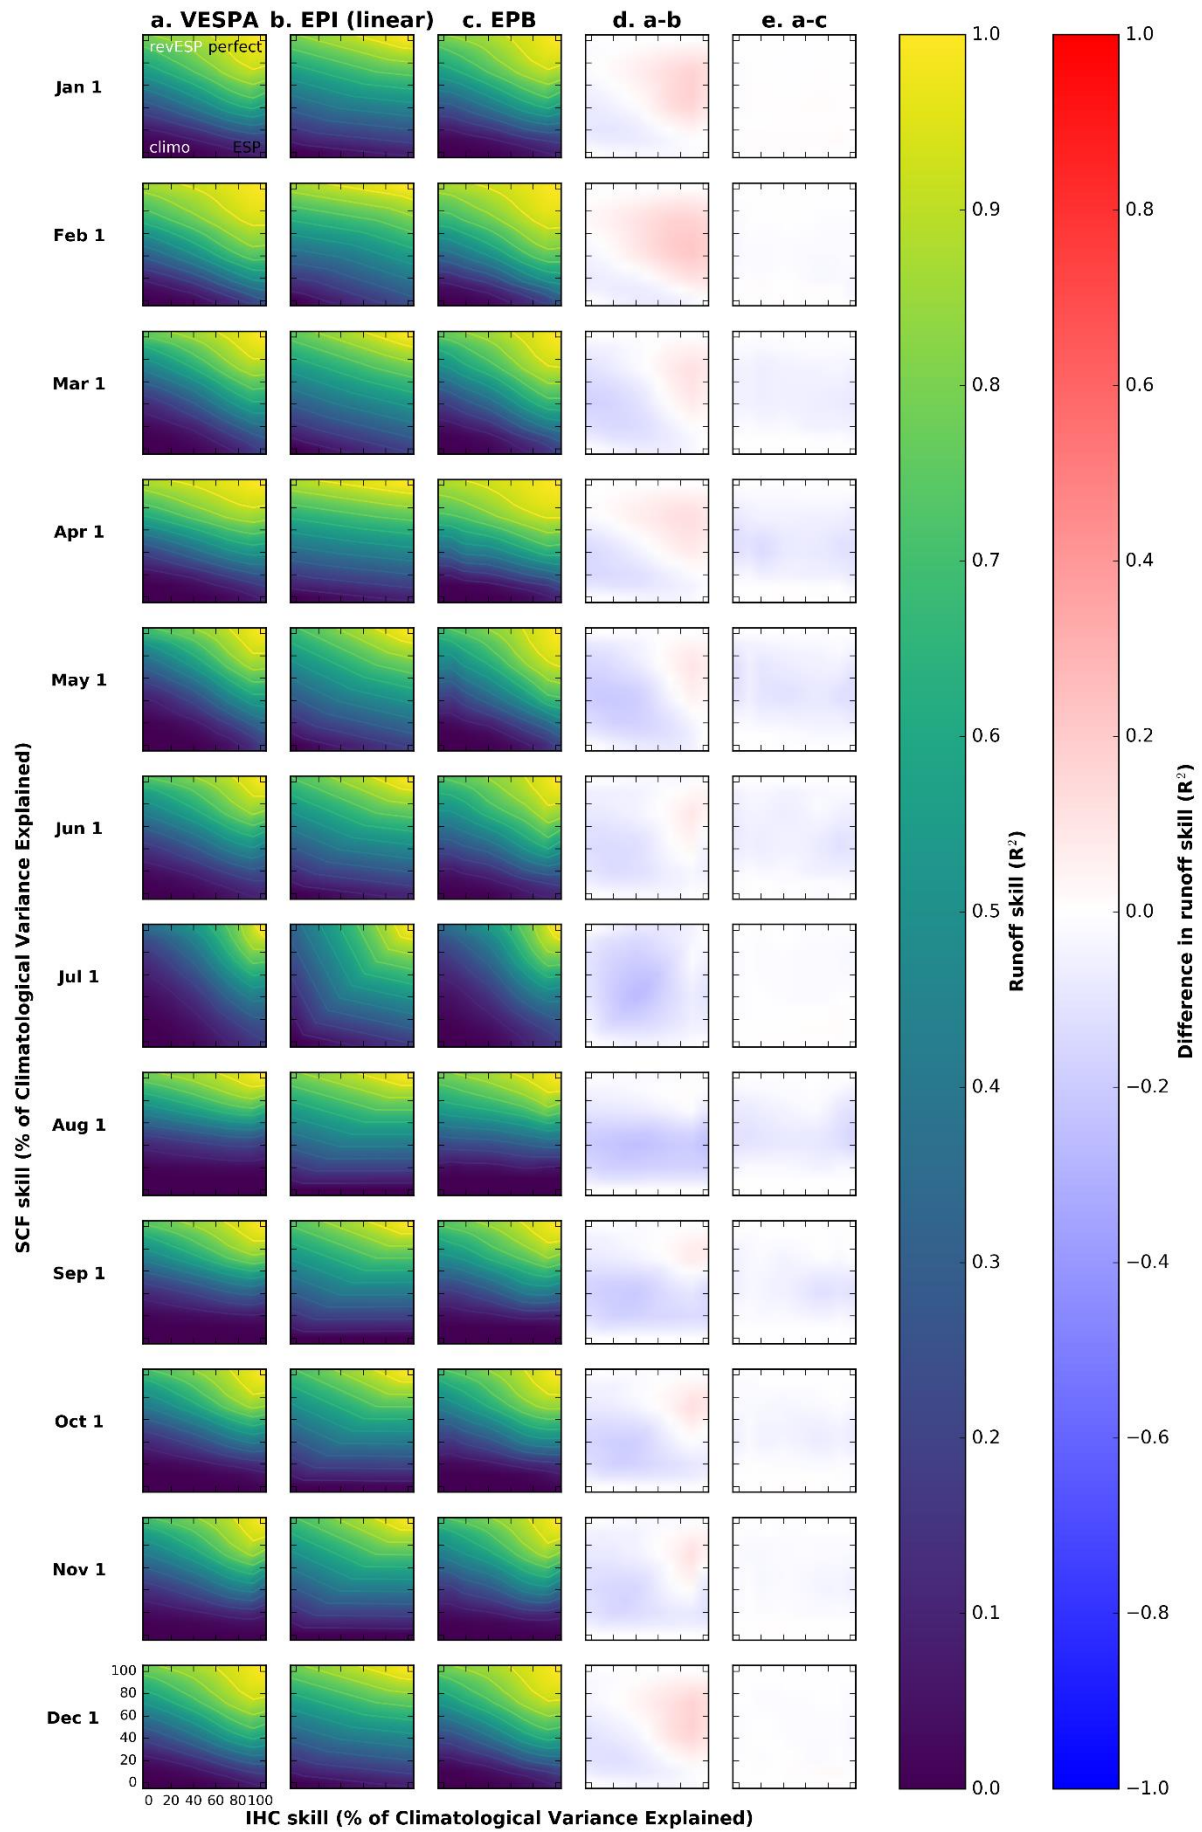 a. VESPA b. EPI (linear) c. EPB d. a-b e. a-c
revESP perfect
climo ESP
Jan 1
Feb 1
Mar 1
Apr 1
May 1
Jun 1
Jul 1
Aug 1
Sep 1
Oct 1
Nov 1
Dec 1
SCF skill (% of Climatological Variance Explained)
100
80
60
40
20
0
0 20 40 60 80 100
IHC skill (% of Climatological Variance Explained)
1.0
0.9
0.8
0.7
0.6
0.5
0.4
0.3
0.2
0.1
0.0
Runoff skill (R²)
1.0
0.8
0.6
0.4
0.2
0.0
−0.2
−0.4
−0.6
−0.8
−1.0
Difference in runoff skill (R²)